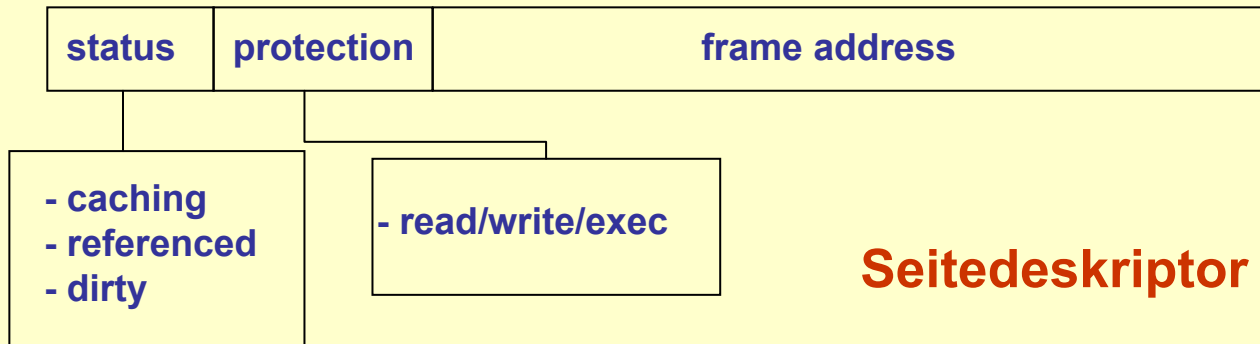 status protection frame address
- caching
- referenced
- dirty
- read/write/exec
Seitedeskriptor